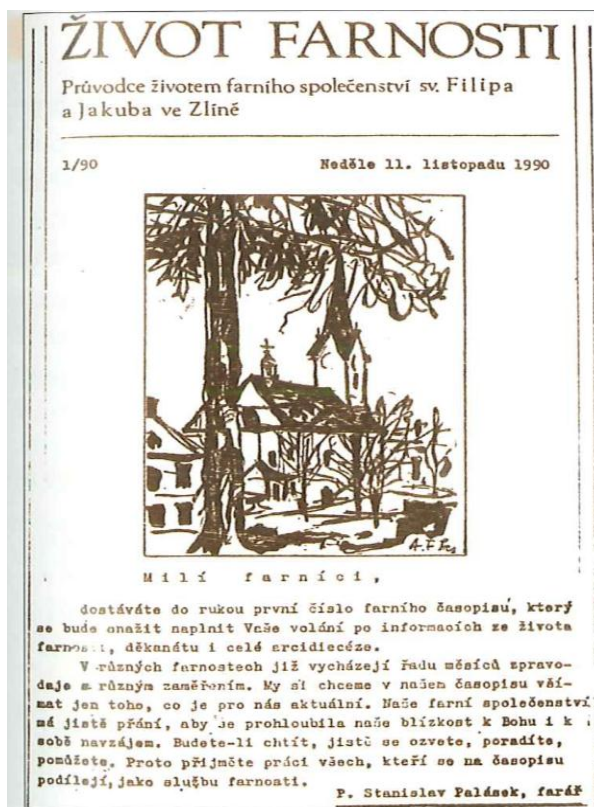 ŽIVOT FARNOSTI
Průvodce životem farního společenství sv. Filipa
a Jakuba ve Zlíně
1/90 Neděle 11. listopadu 1990
Milí farníci,
dostáváte do rukou první číslo farního časopisu, který
se bude snažit naplnit Vaše volání po informacích ze života
farnosti, děkanátu i celé arcidiecéze.
V různých farnostech již vycházejí řadu měsíců zpravo-
daje s různým zaměřením. My si chceme v našem časopisu vší-
mat jen toho, co je pro nás aktuální. Naše farní společenství
má jistě přání, aby se prohloubila naše blízkost k Bohu i k
sobě navzájem. Budete-li chtít, jistě se ozvete, poradíte,
pomůžete. Proto přijměte práci všech, kteří se na časopisu
podílejí, jako službu farnosti.
P. Stanislav Palásek, farář